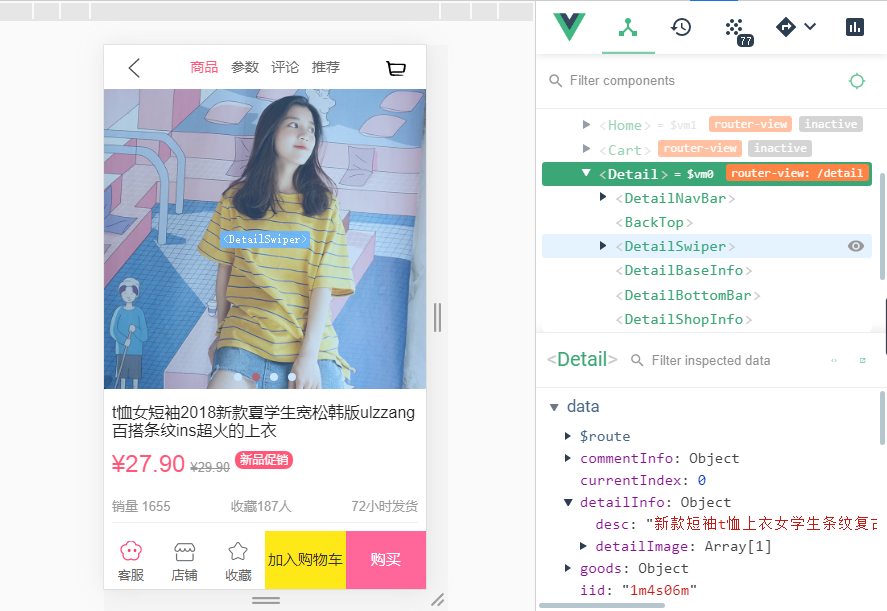 商品 参数 评论 推荐
<DetailSwiper>
t恤女短袖2018新款夏学生宽松韩版ulzzang
百搭条纹ins超火的上衣
¥27.90 ¥29.90 新品促销
销量 1655 收藏187人 72小时发货
客服 店铺 收藏 加入购物车 购买
77
Filter components
<Home> = $vm1 router-view inactive
<Cart> router-view inactive
<Detail> = $vm0 router-view: /detail
<DetailNavBar>
<BackTop>
<DetailSwiper>
<DetailBaseInfo>
<DetailBottomBar>
<DetailShopInfo>
<Detail> Filter inspected data
data
$route
commentInfo: Object
currentIndex: 0
detailInfo: Object
desc: "新款短袖t恤上衣女学生条纹复古
detailImage: Array[1]
goods: Object
iid: "1m4s06m"